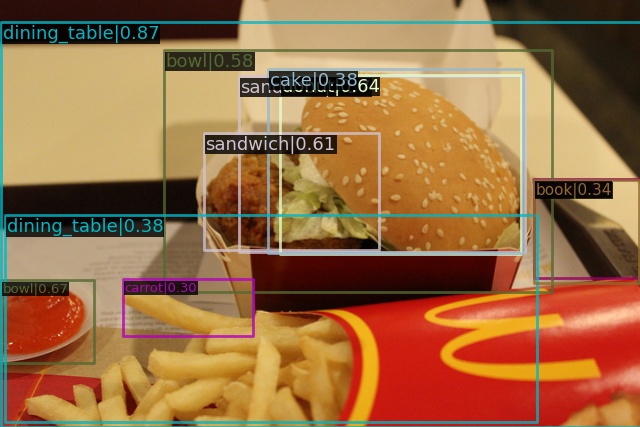 dining_table|0.87
bowl|0.58
cake|0.38
sandwich|0.61
book|0.34
dining_table|0.38
bowl|0.67
carrot|0.30